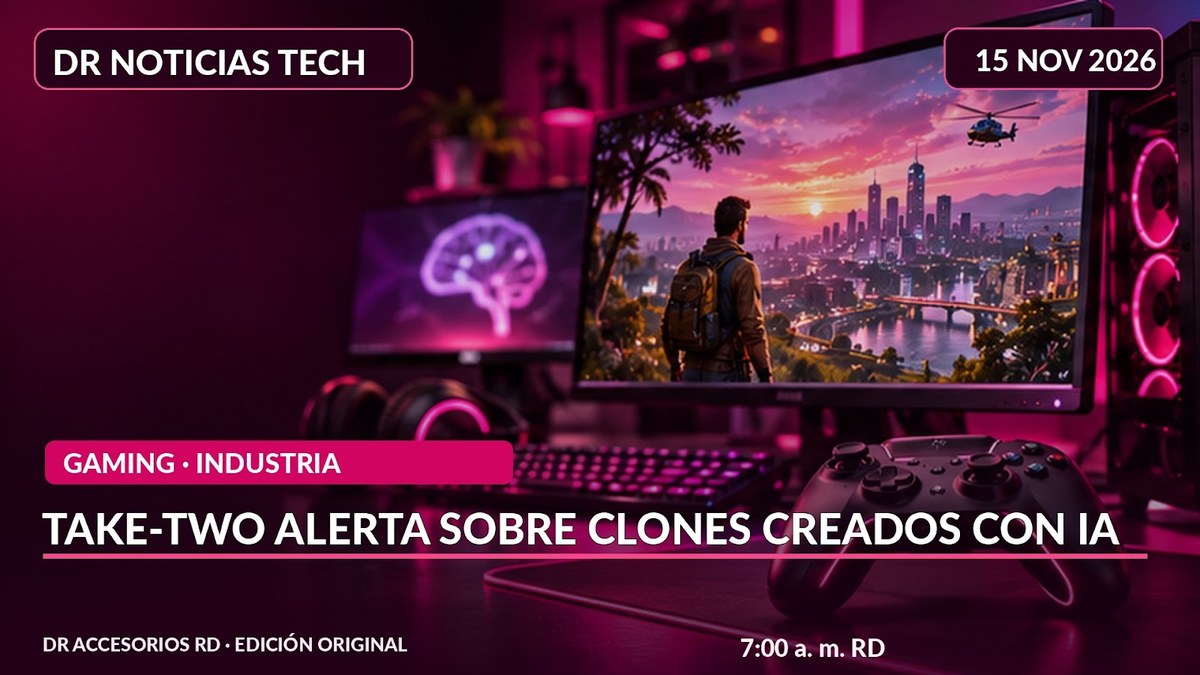 DR NOTICIAS TECH
15 NOV 2026
GAMING · INDUSTRIA
TAKE-TWO ALERTA SOBRE CLONES CREADOS CON IA
DR ACCESORIOS RD · EDICIÓN ORIGINAL
7:00 a. m. RD